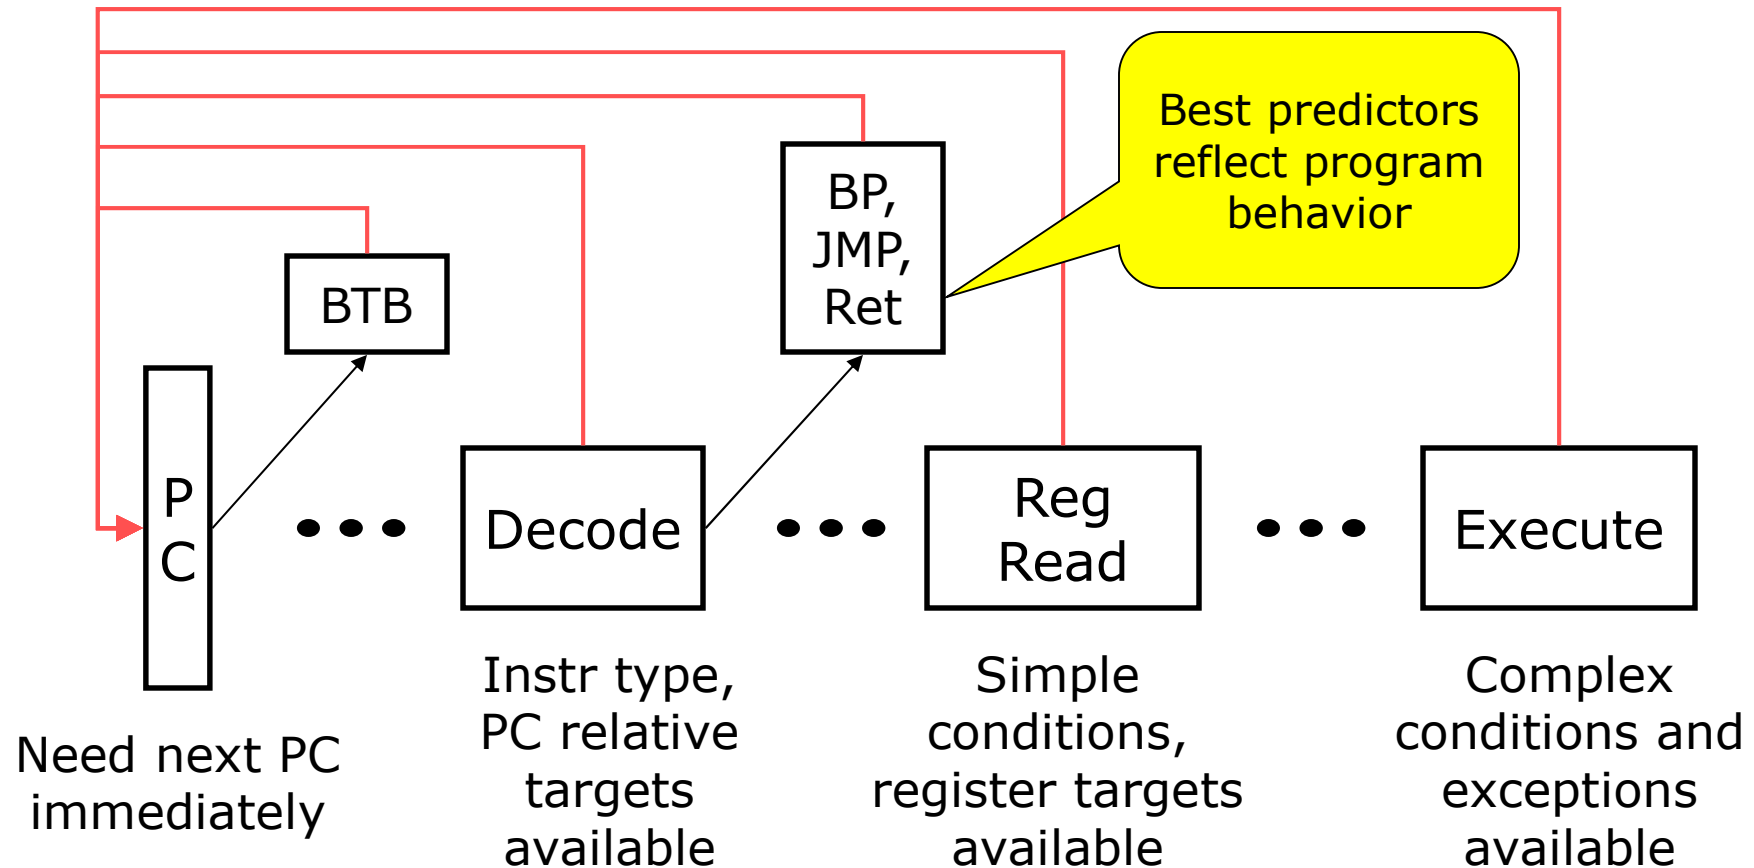 Best predictors
reflect program
behavior
BP,
JMP,
Ret
BTB
P
C
Decode
Reg
Read
Execute
Need next PC
immediately
Instr type,
PC relative
targets
available
Simple
conditions,
register targets
available
Complex
conditions and
exceptions
available